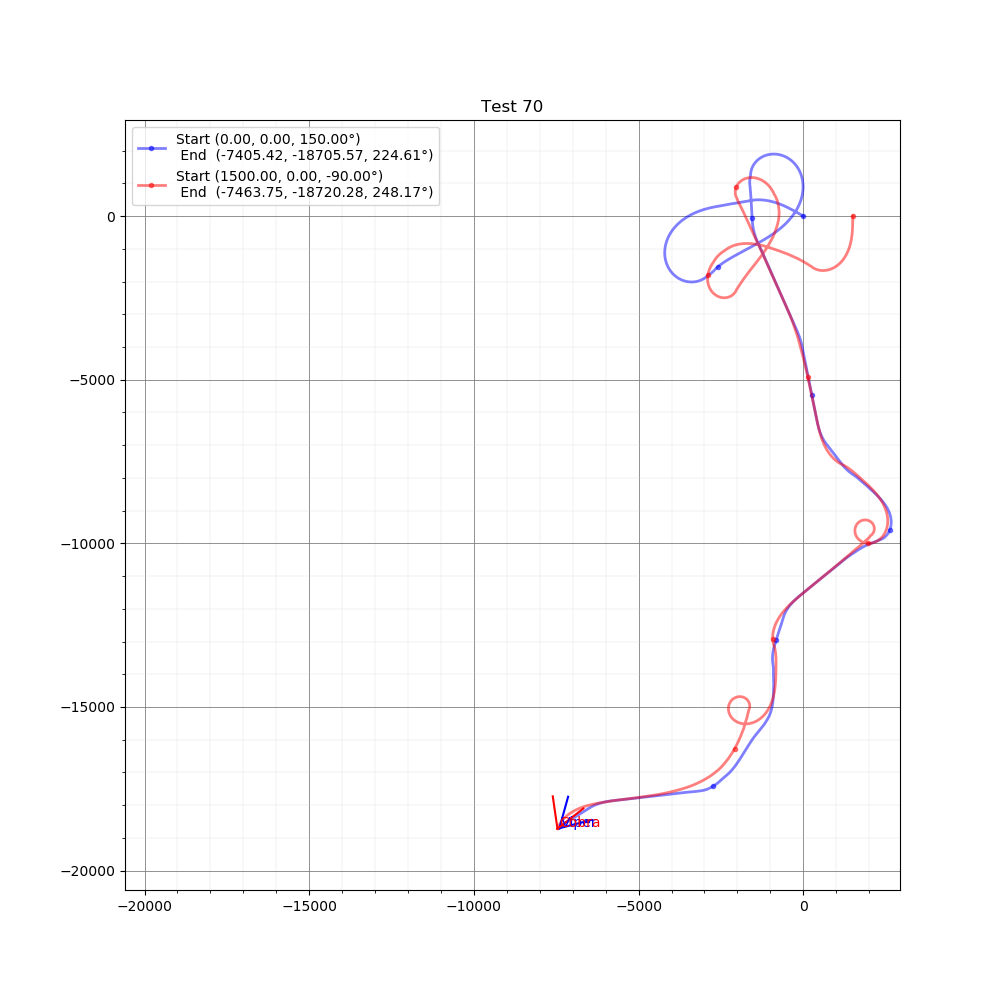 Test 70
Start (0.00, 0.00, 150.00°)
End (-7405.42, -18705.57, 224.61°)
Start (1500.00, 0.00, -90.00°)
End (-7463.75, -18720.28, 248.17°)
0
−5000
−10000
−15000
−20000
−20000
−15000
−10000
−5000
0